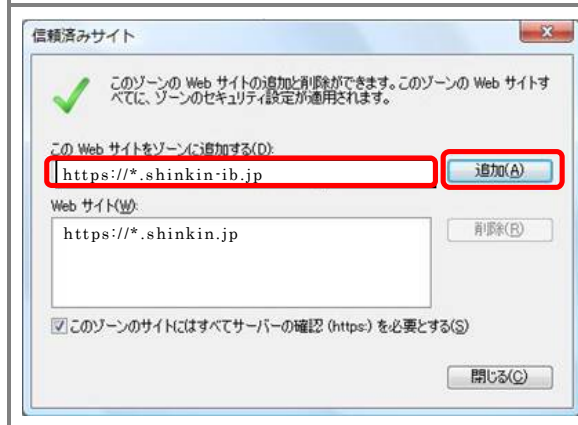 信頼済みサイト
このゾーンの Web サイトの追加と削除ができます。このゾーンの Web サイトす
べてに、ゾーンのセキュリティ設定が適用されます。
この Web サイトをゾーンに追加する(D):
https://*.shinkin-ib.jp
追加(A)
Web サイト(W):
https://*.shinkin.jp
削除(R)
このゾーンのサイトにはすべてサーバーの確認 (https:) を必要とする(S)
閉じる(C)